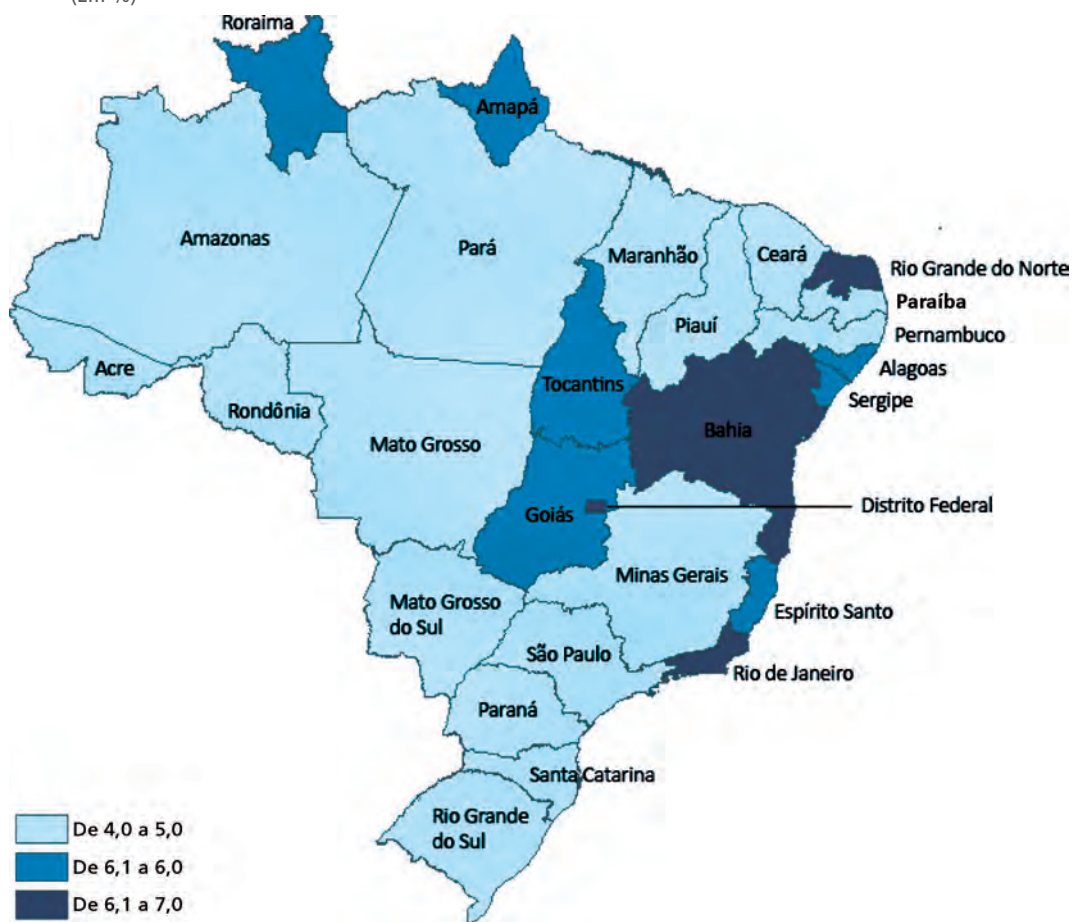 (Em %)
Roraima
Amapá
Amazonas
Pará
Maranhão
Ceará
Rio Grande do Norte
Paraíba
Piauí
Pernambuco
Acre
Alagoas
Tocantins
Sergipe
Rondônia
Bahia
Mato Grosso
Distrito Federal
Goiás
Minas Gerais
Mato Grosso
do Sul
Espírito Santo
São Paulo
Rio de Janeiro
Paraná
Santa Catarina
Rio Grande
do Sul
De 4,0 a 5,0
De 6,1 a 6,0
De 6,1 a 7,0